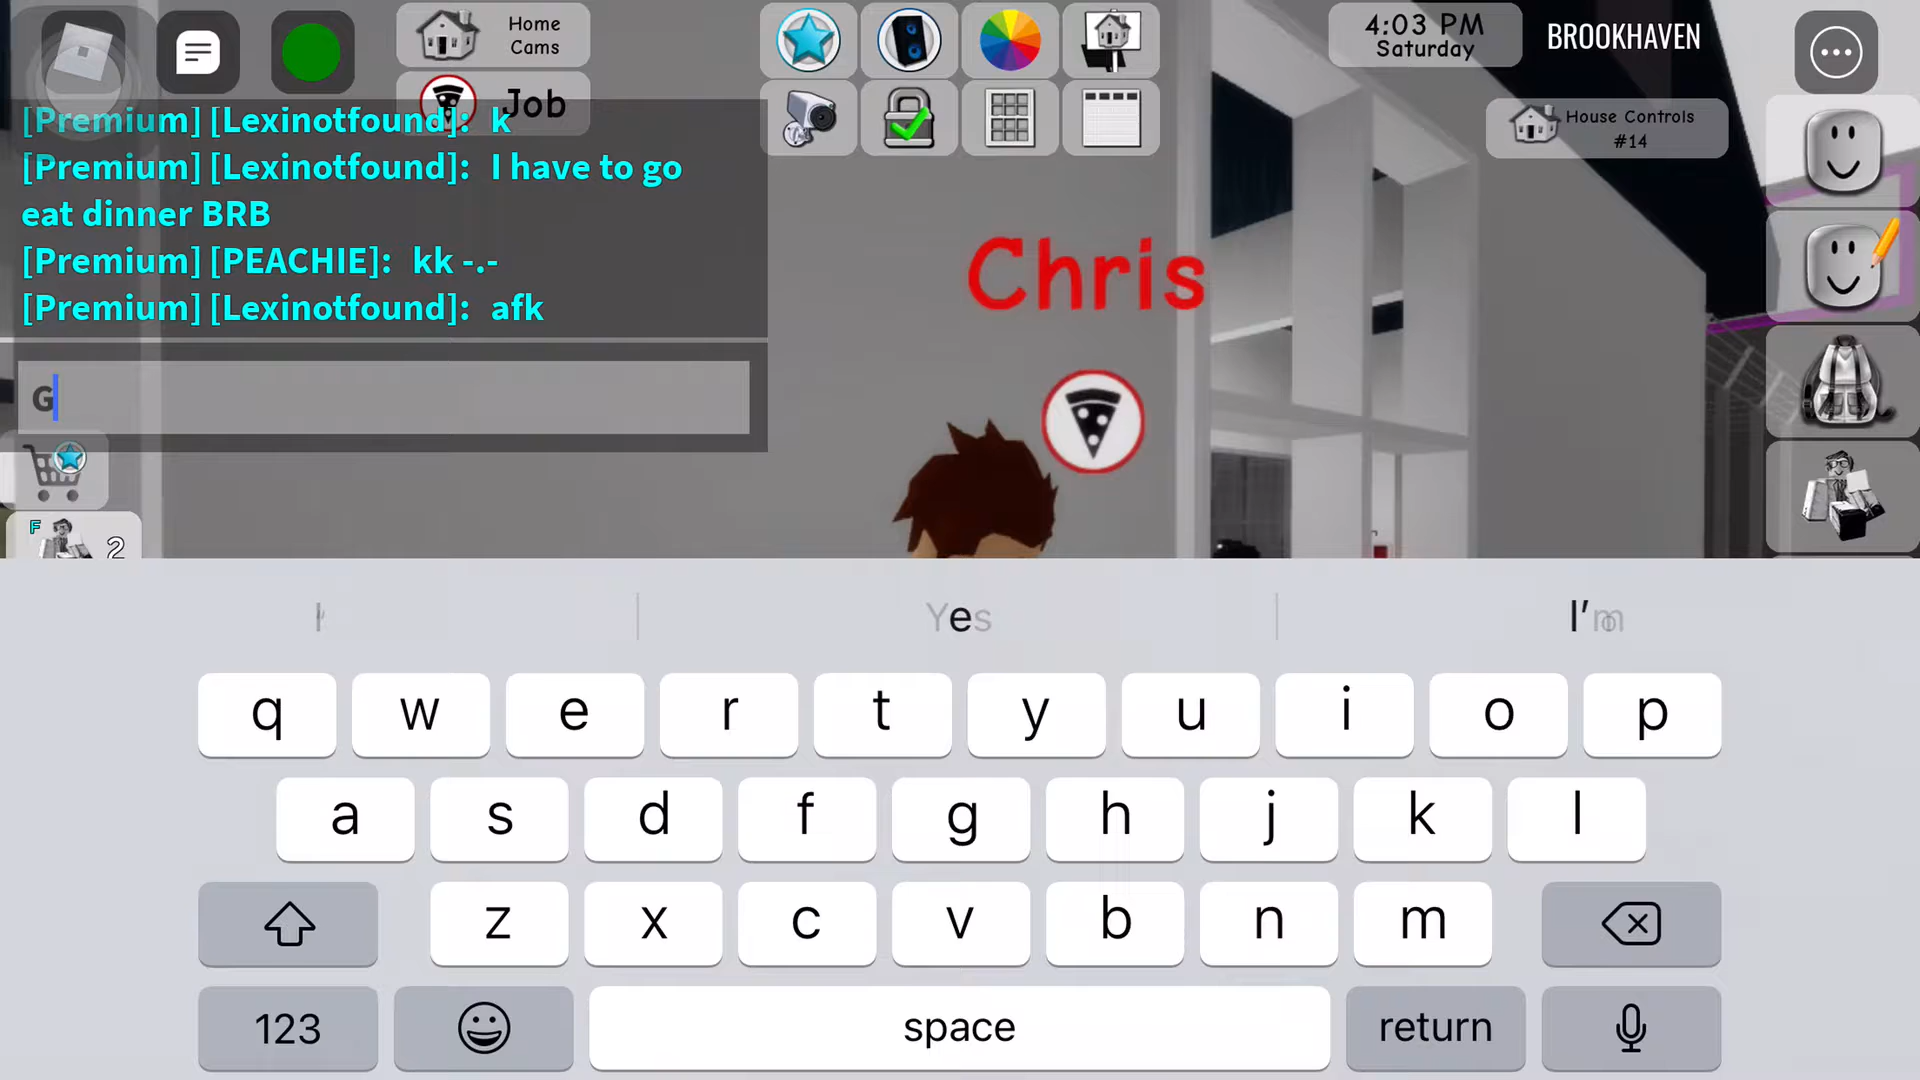 Home
Cams
4:03 PM
Saturday
BROOKHAVEN
Job
[Premium] [Lexinotfound]: k
[Premium] [Lexinotfound]: I have to go
eat dinner BRB
[Premium] [PEACHIE]: kk -.-
[Premium] [Lexinotfound]: afk
House Controls
#14
Chris
G
F
2
Yes
I'm
q w e r t y u i o p
a s d f g h j k l
z x c v b n m
123
space
return